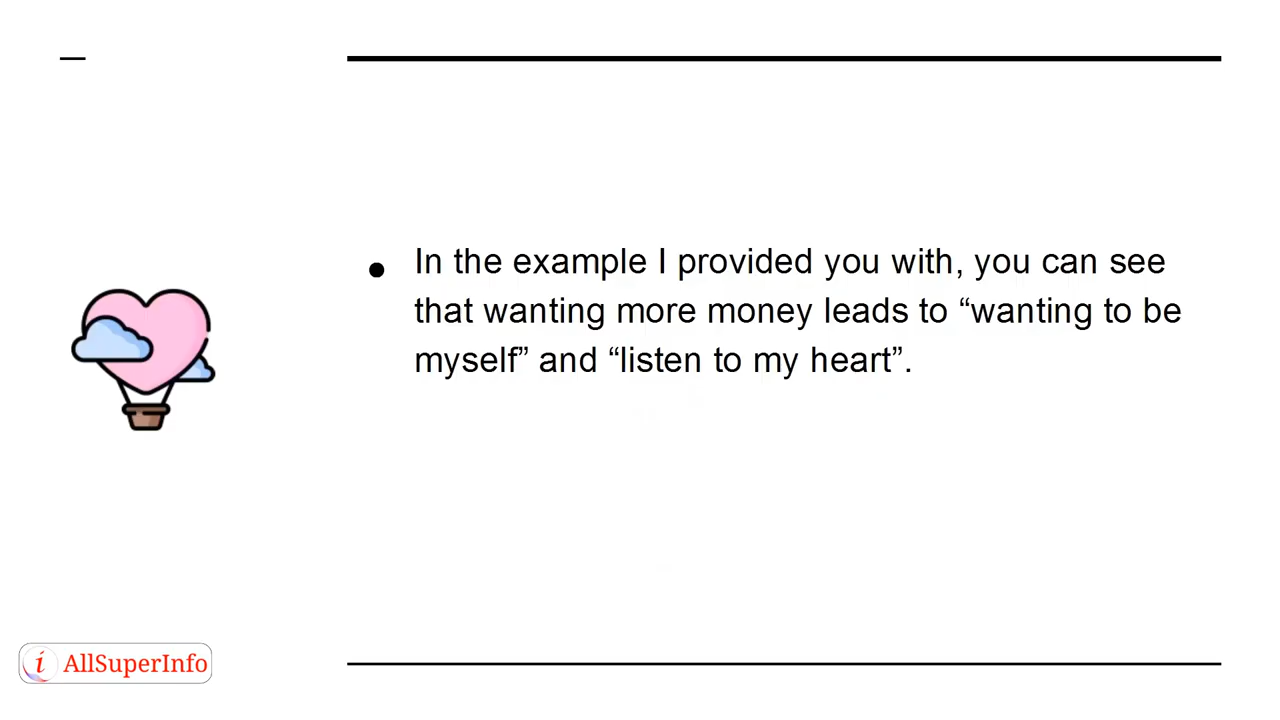 In the example I provided you with, you can see
that wanting more money leads to “wanting to be
myself” and “listen to my heart”.
i AllSuperInfo